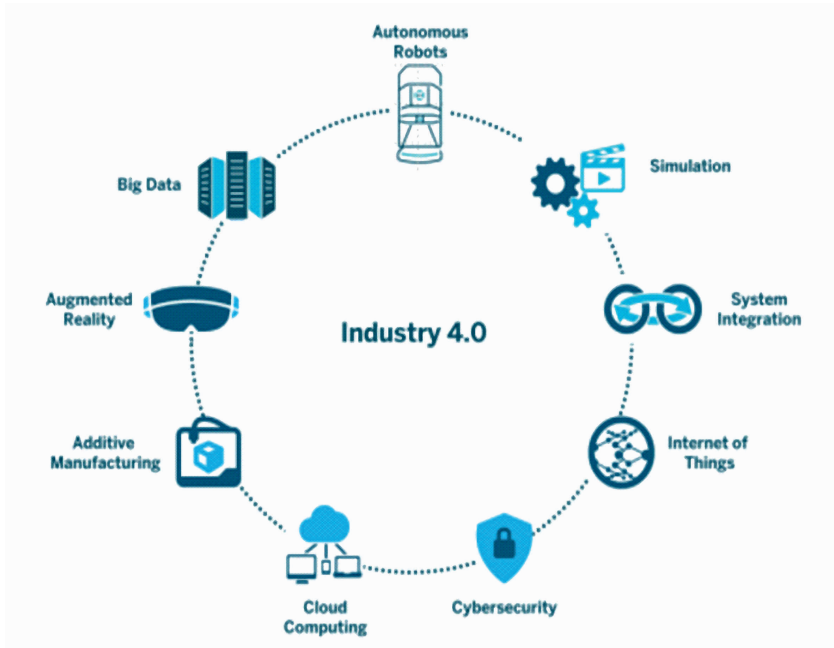 Autonomous
Robots
Simulation
System
Integration
Internet of
Things
Cybersecurity
Cloud
Computing
Additive
Manufacturing
Augmented
Reality
Big Data
Industry 4.0